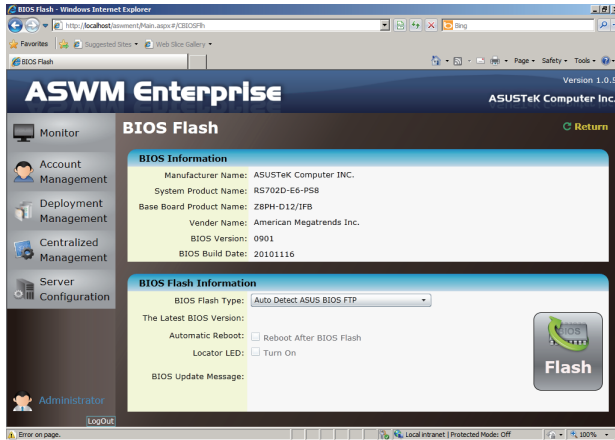 BIOS Flash - Windows Internet Explorer
http://localhost/aswment/Main.aspx#/CBIOSFlh
Bing
Favorites Suggested Sites Web Slice Gallery
BIOS Flash
Page Safety Tools
Version 1.0.5
ASWM Enterprise
ASUSTeK Computer Inc.
Monitor
BIOS Flash
Return
Account
Management
Deployment
Management
Centralized
Management
Server
Configuration
BIOS Information
Manufacturer Name: ASUSTeK Computer INC.
System Product Name: RS702D-E6-PS8
Base Board Product Name: Z8PH-D12/IFB
Vender Name: American Megatrends Inc.
BIOS Version: 0901
BIOS Build Date: 20101116
BIOS Flash Information
BIOS Flash Type: Auto Detect ASUS BIOS FTP
The Latest BIOS Version:
Automatic Reboot: Reboot After BIOS Flash
Locator LED: Turn On
BIOS Update Message:
BIOS
Flash
Administrator
LogOut
Error on page.
Local intranet | Protected Mode: Off
100%